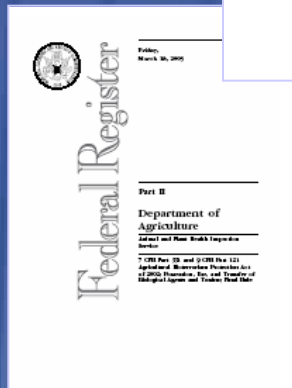 Federal Register
Friday,
March 18, 2005
Part II
Department of
Agriculture
Animal and Plant Health Inspection
Service
7 CFR Part 331 and 9 CFR Part 121
Agricultural Bioterrorism Protection Act
of 2002; Possession, Use, and Transfer of
Biological Agents and Toxins; Final Rule